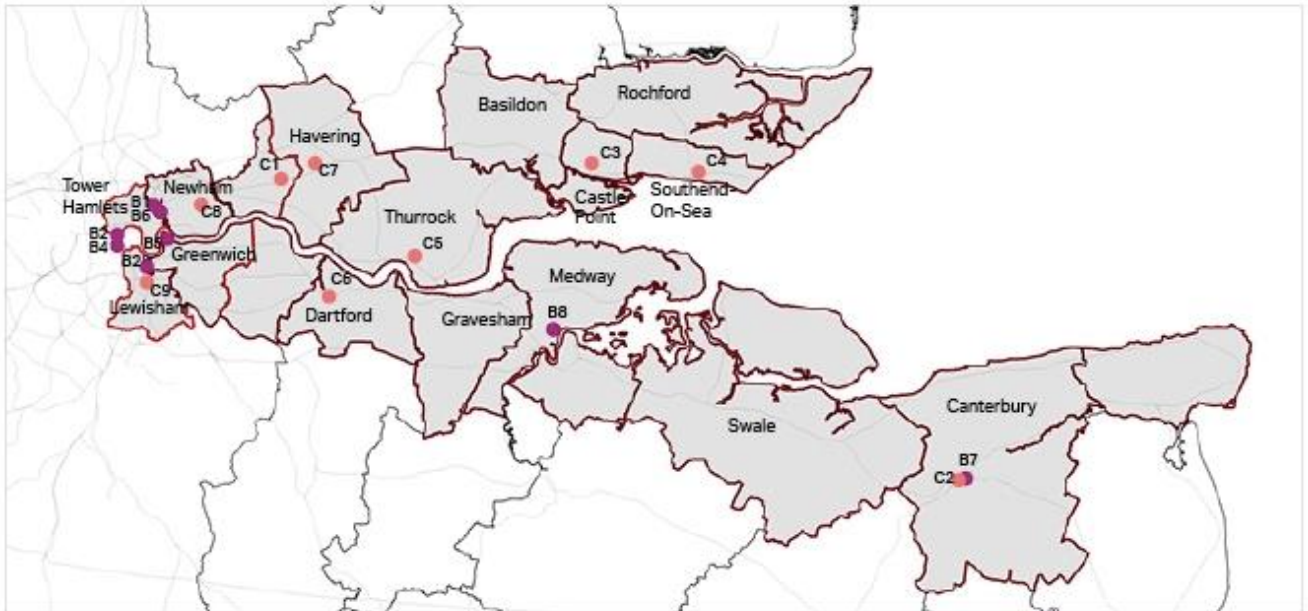 Basildon
Rochford
Havering
C1
C7
C3
C4
Tower
Hamlets
Newham
C8
B1
B6
Castle
Point
Southend-
On-Sea
Thurrock
C5
B2
B4
B5
Greenwich
B2
C9
Lewisham
C6
Dartford
Gravesham
Medway
B8
Swale
Canterbury
B7
C2